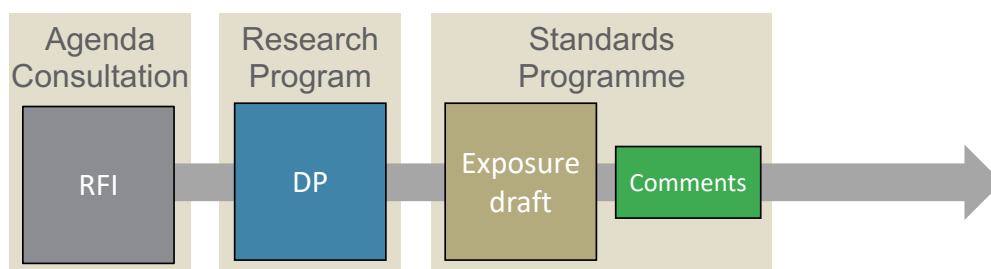 Agenda
Consultation
Research
Program
Standards
Programme
RFI
DP
Exposure
draft
Comments